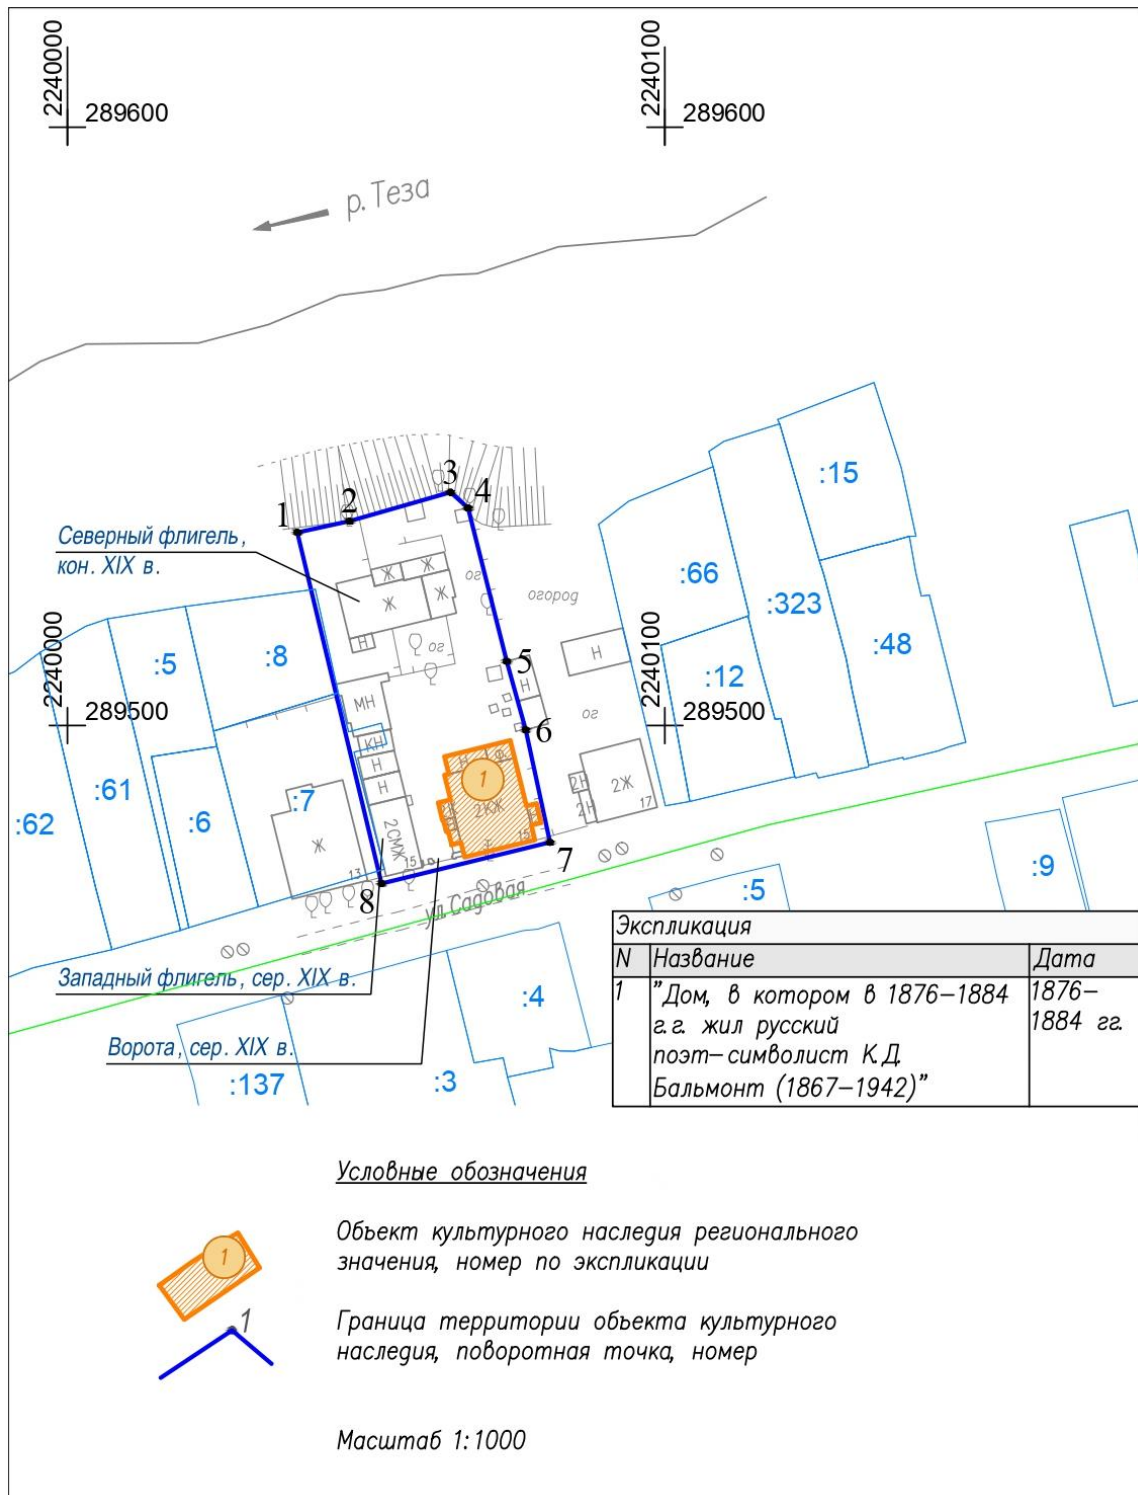 2240000
289600
2240100
289600
р. Теза
:15
3
4
2
1
Северный флигель,
кон. XIX в.
Ж
Ж
ог
Ж
Ж
огород
:66
:323
Н
ог
:48
:5
:8
2240000
289500
Н
5
Н
МН
:12
2240100
289500
ог
6
КН
Н
Н
Н
1
2КЖ
15
2Н
2Ж
2Н
17
:61
:62
:6
:7
Ж
13
2СМЖ
15
7
8
ул. Садовая
:5
:9
Западный флигель, сер. XIX в.
:4
Ворота, сер. XIX в.
:137
:3
Экспликация
N Название Дата
1 "Дом, в котором в 1876–1884 1876–
г.г. жил русский 1884 гг.
поэт–символист К.Д.
Бальмонт (1867–1942)"
Условные обозначения
1
Объект культурного наследия регионального
значения, номер по экспликации
1
Граница территории объекта культурного
наследия, поворотная точка, номер
Масштаб 1:1000